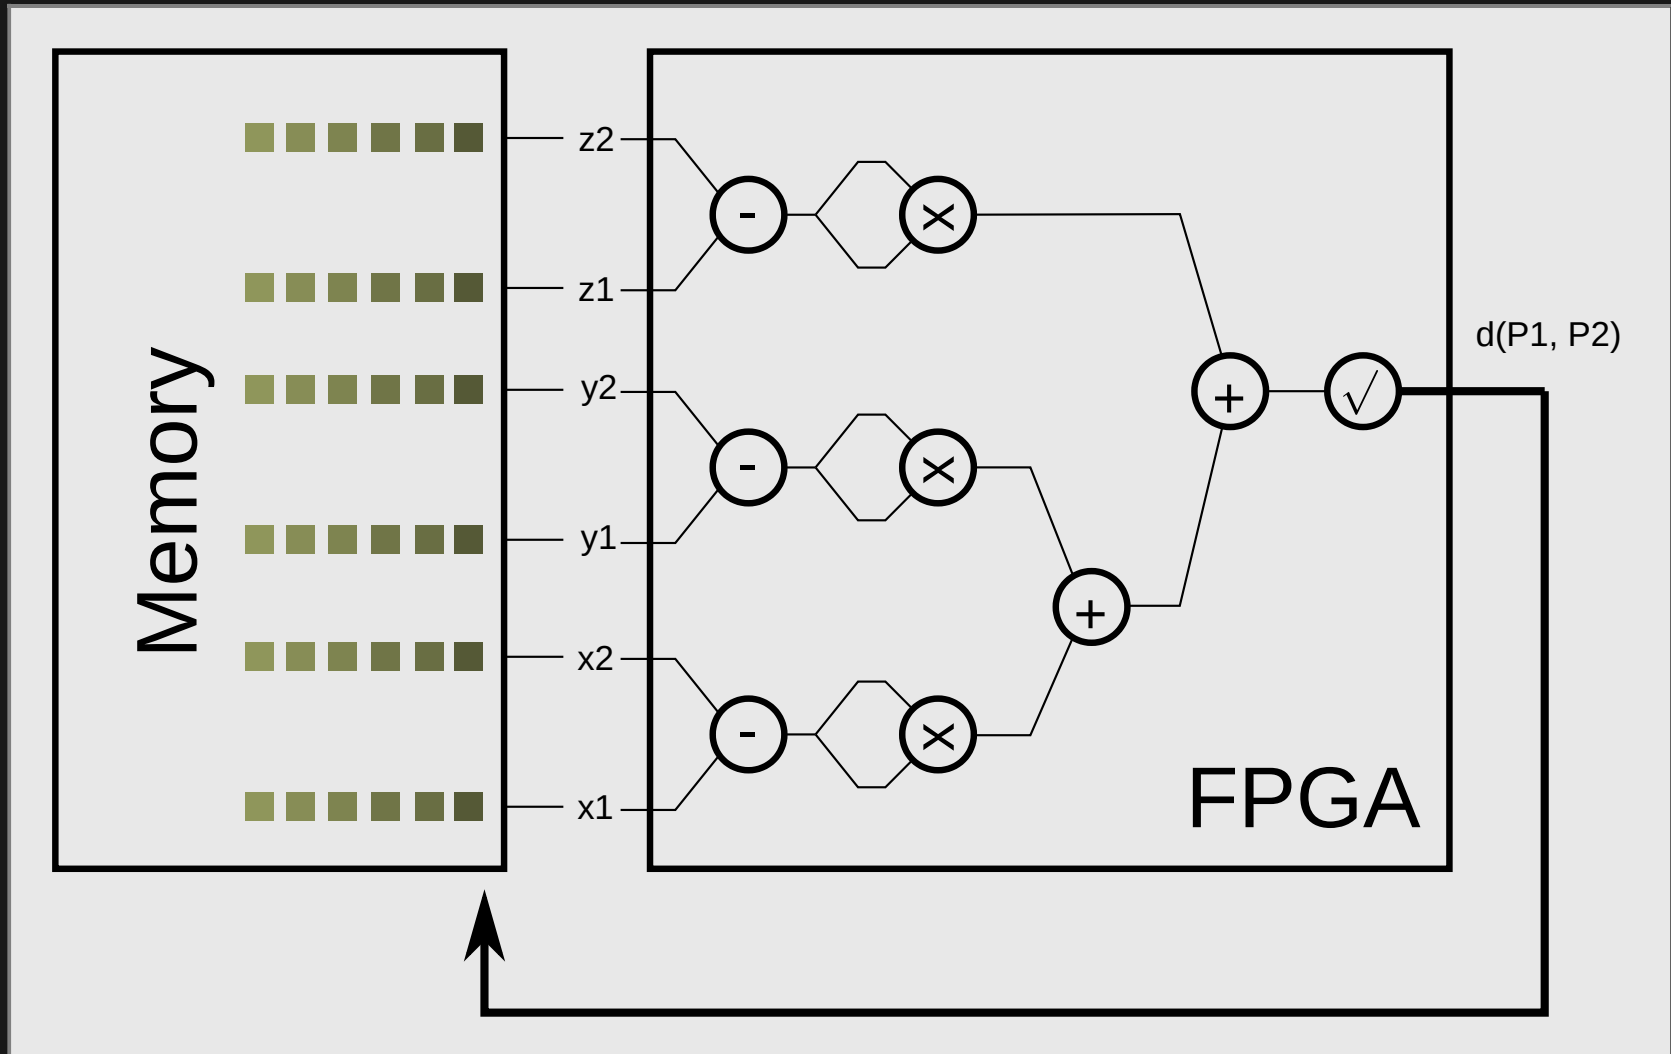 Memory
z2
z1
y2
y1
x2
x1
-
x
-
x
-
x
+
+
√
d(P1, P2)
FPGA